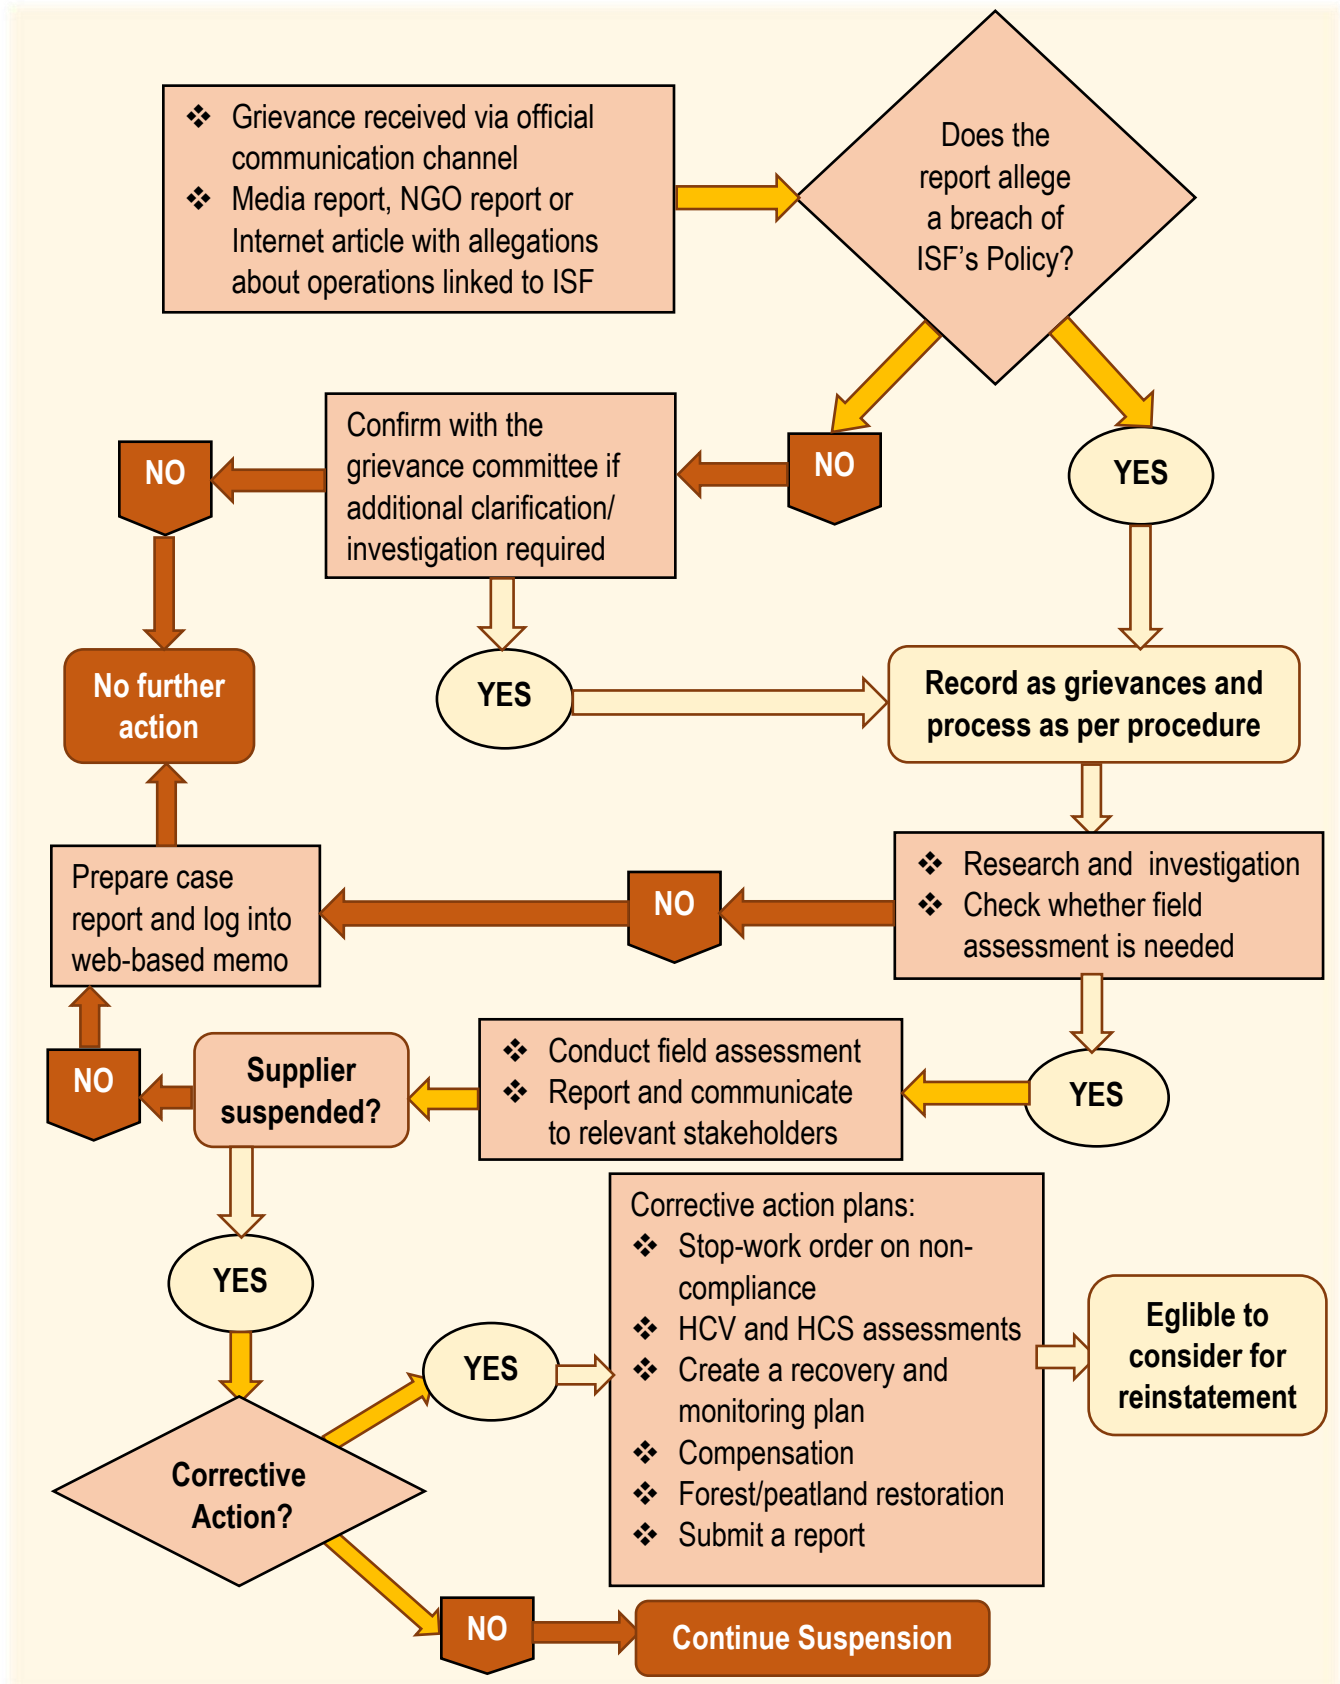 ❖ Grievance received via official
communication channel
❖ Media report, NGO report or
Internet article with allegations
about operations linked to ISF
Does the
report allege
a breach of
ISF's Policy?
NO
YES
Confirm with the
grievance committee if
additional clarification/
investigation required
NO
No further
action
YES
Record as grievances and
process as per procedure
❖ Research and investigation
❖ Check whether field
assessment is needed
NO
Prepare case
report and log into
web-based memo
YES
❖ Conduct field assessment
❖ Report and communicate
to relevant stakeholders
Supplier
suspended?
NO
YES
Corrective
Action?
YES
Corrective action plans:
❖ Stop-work order on non-
compliance
❖ HCV and HCS assessments
❖ Create a recovery and
monitoring plan
❖ Compensation
❖ Forest/peatland restoration
❖ Submit a report
Eglible to
consider for
reinstatement
NO
Continue Suspension